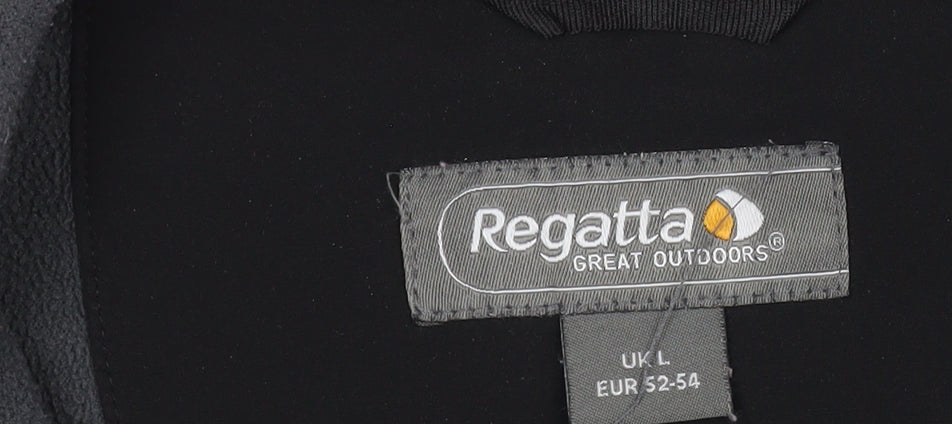 Regatta
GREAT OUTDOORS®
UK L
EUR 52-54